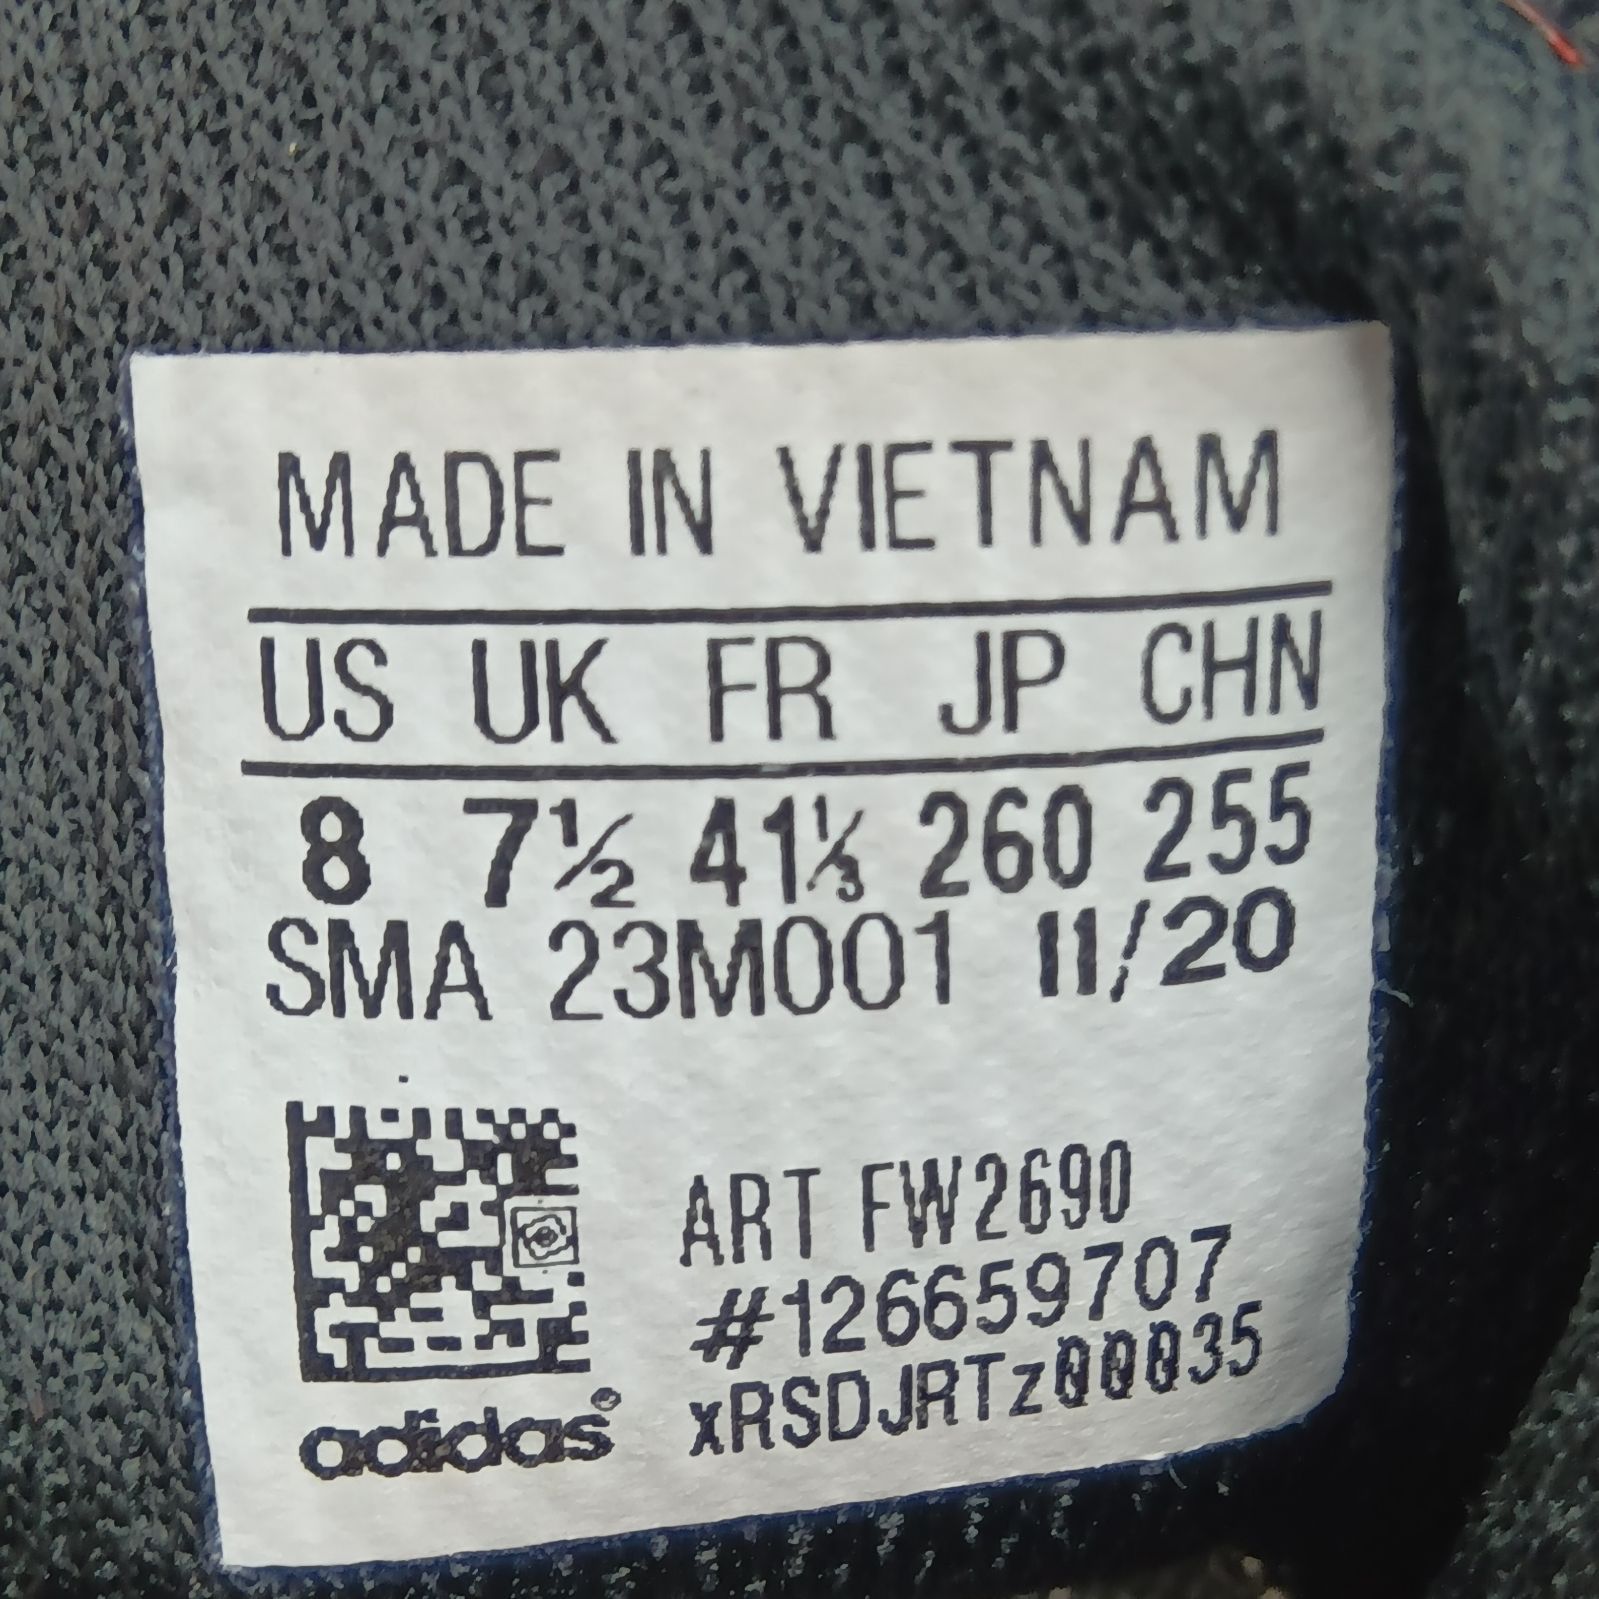 MADE IN VIETNAM
US UK FR JP CHN
8 7½ 41⅓ 260 255
SMA 23M001 11/20
ART FW2690
#126659707
xRSDJRTz00035
adidas®